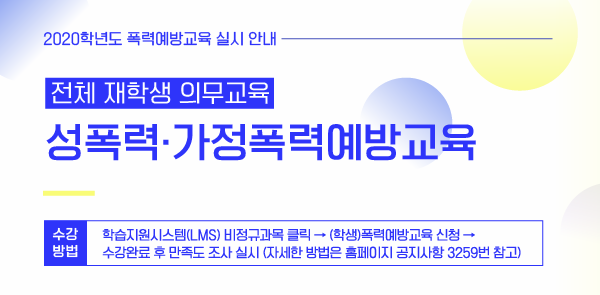 2020학년도 폭력예방교육 실시 안내
전체 재학생 의무교육
성폭력·가정폭력예방교육
수강
방법
학습지원시스템(LMS) 비정규과목 클릭 → (학생)폭력예방교육 신청 →
수강완료 후 만족도 조사 실시 (자세한 방법은 홈페이지 공지사항 3259번 참고)